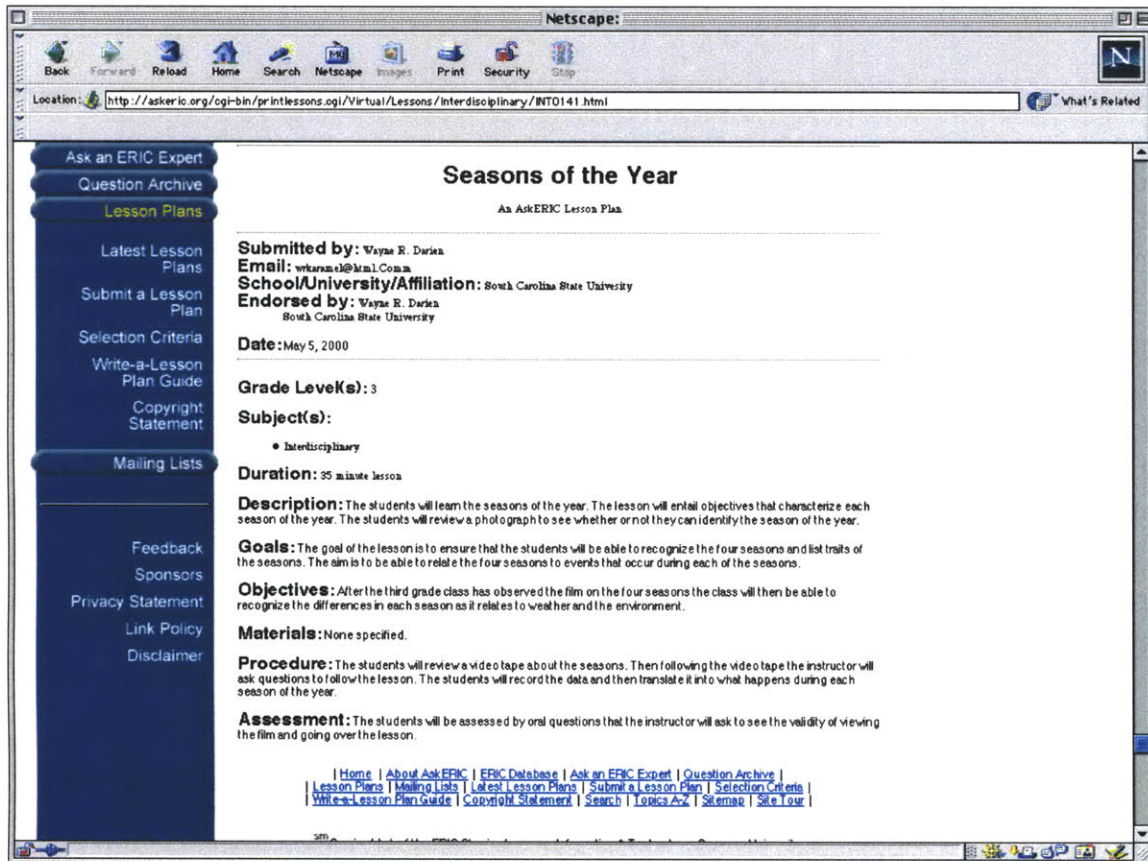 Netscape:
Back Forward Reload Home Search Netscape Images Print Security Stop
Location: http://askeric.org/cgi-bin/printlessons.cgi/Virtual/Lessons/Interdisciplinary/INT0141.html What's Related
Ask an ERIC Expert
Question Archive
Lesson Plans
Latest Lesson
Plans
Submit a Lesson
Plan
Selection Criteria
Write-a-Lesson
Plan Guide
Copyright
Statement
Mailing Lists
Feedback
Sponsors
Privacy Statement
Link Policy
Disclaimer
Seasons of the Year
An AskERIC Lesson Plan
Submitted by: Wayne R. Darien
Email: wrkaramel@html.Comm
School/University/Affiliation: South Carolina State Univesity
Endorsed by: Wayne R. Darien
South Carolina State University
Date: May 5, 2000
Grade Level(s): 3
Subject(s):
• Interdisciplinary
Duration: 35 minute lesson
Description: The students will learn the seasons of the year. The lesson will entail objectives that characterize each
season of the year. The students will review a photograph to see whether or not they can identify the season of the year.
Goals: The goal of the lesson is to ensure that the students will be able to recognize the four seasons and list traits of
the seasons. The aim is to be able to relate the four seasons to events that occur during each of the seasons.
Objectives: After the third grade class has observed the film on the four seasons the class will then be able to
recognize the differences in each season as it relates to weather and the environment.
Materials: None specified.
Procedure: The students will review a video tape about the seasons. Then following the video tape the instructor will
ask questions to follow the lesson. The students will record the data and then translate it into what happens during each
season of the year.
Assessment: The students will be assessed by oral questions that the instructor will ask to see the validity of viewing
the film and going over the lesson.
| Home | About AskERIC | ERIC Database | Ask an ERIC Expert | Question Archive |
| Lesson Plans | Mailing Lists | Latest Lesson Plans | Submit a Lesson Plan | Selection Criteria |
| Write-a-Lesson Plan Guide | Copyright Statement | Search | Topics A-Z | Sitemap | Site Tour |
sm